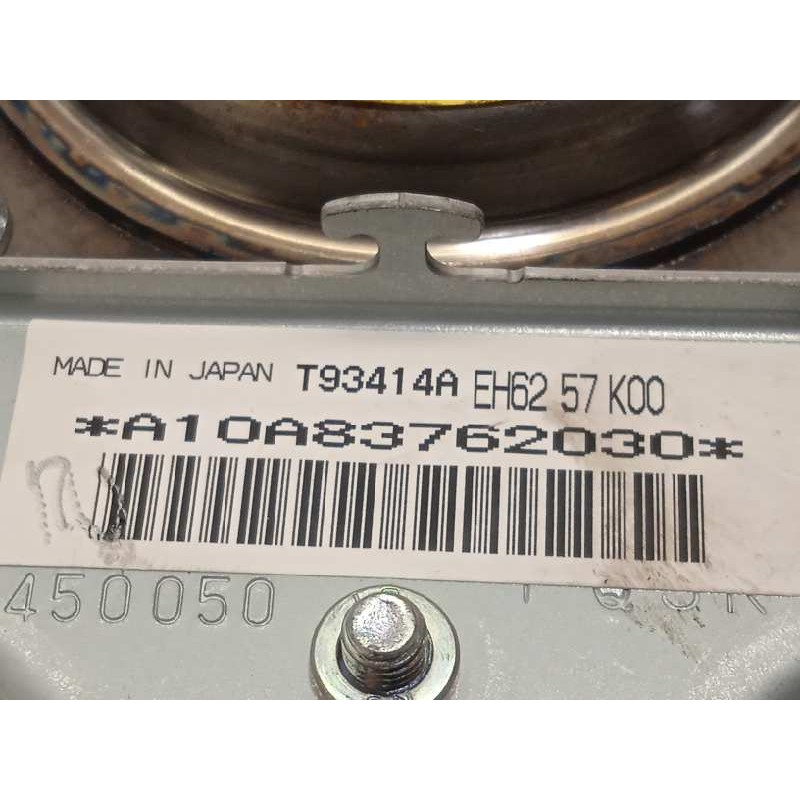 MADE IN JAPAN T93414A EH62 57 K00
*A10A83762030*
450050